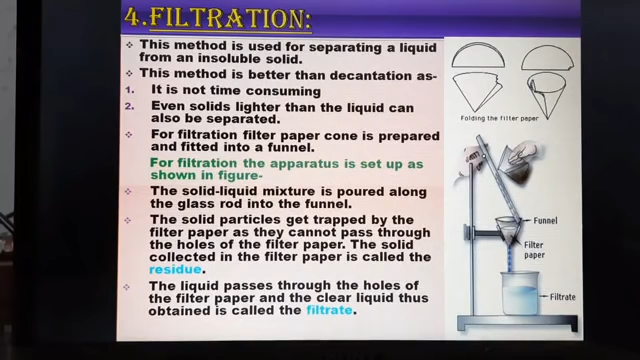 4.FILTRATION:
❖ This method is used for separating a liquid
from an insoluble solid.
❖ This method is better than decantation as-
1. It is not time consuming
2. Even solids lighter than the liquid can
also be separated.
❖ For filtration filter paper cone is prepared
and fitted into a funnel.
For filtration the apparatus is set up as
shown in figure-
❖ The solid-liquid mixture is poured along
the glass rod into the funnel.
❖ The solid particles get trapped by the
filter paper as they cannot pass through
the holes of the filter paper. The solid
collected in the filter paper is called the
residue.
❖ The liquid passes through the holes of
the filter paper and the clear liquid thus
obtained is called the filtrate.
Folding the filter peper
Funnel
Filter
paper
Filtrate